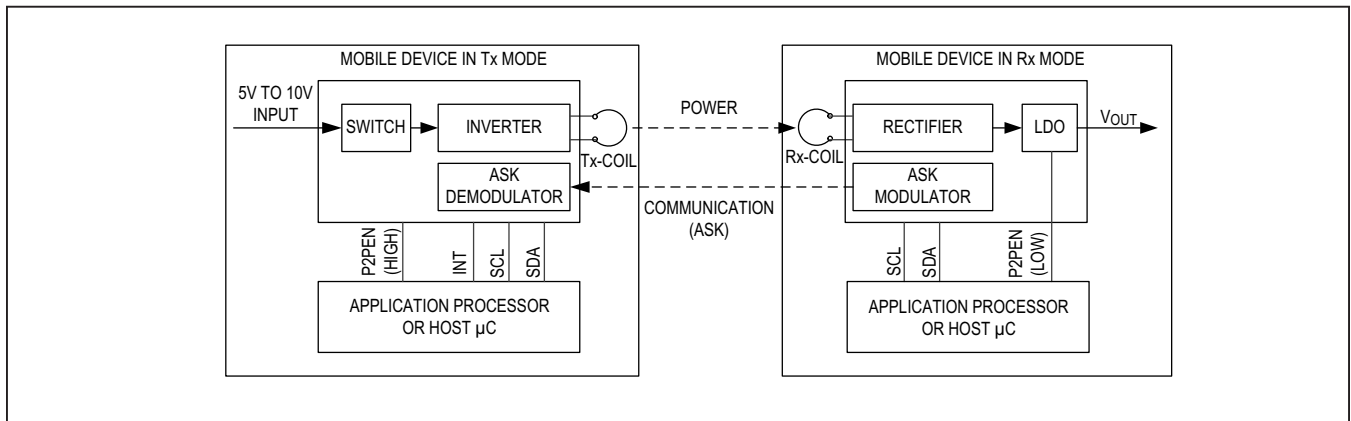 MOBILE DEVICE IN Tx MODE
5V TO 10V
INPUT
SWITCH
INVERTER
Tx-COIL
ASK
DEMODULATOR
P2PEN
(HIGH)
INT
SCL
SDA
APPLICATION PROCESSOR
OR HOST µC
POWER
COMMUNICATION
(ASK)
MOBILE DEVICE IN Rx MODE
Rx-COIL
RECTIFIER
LDO
VOUT
ASK
MODULATOR
SCL
SDA
P2PEN
(LOW)
APPLICATION PROCESSOR
OR HOST µC